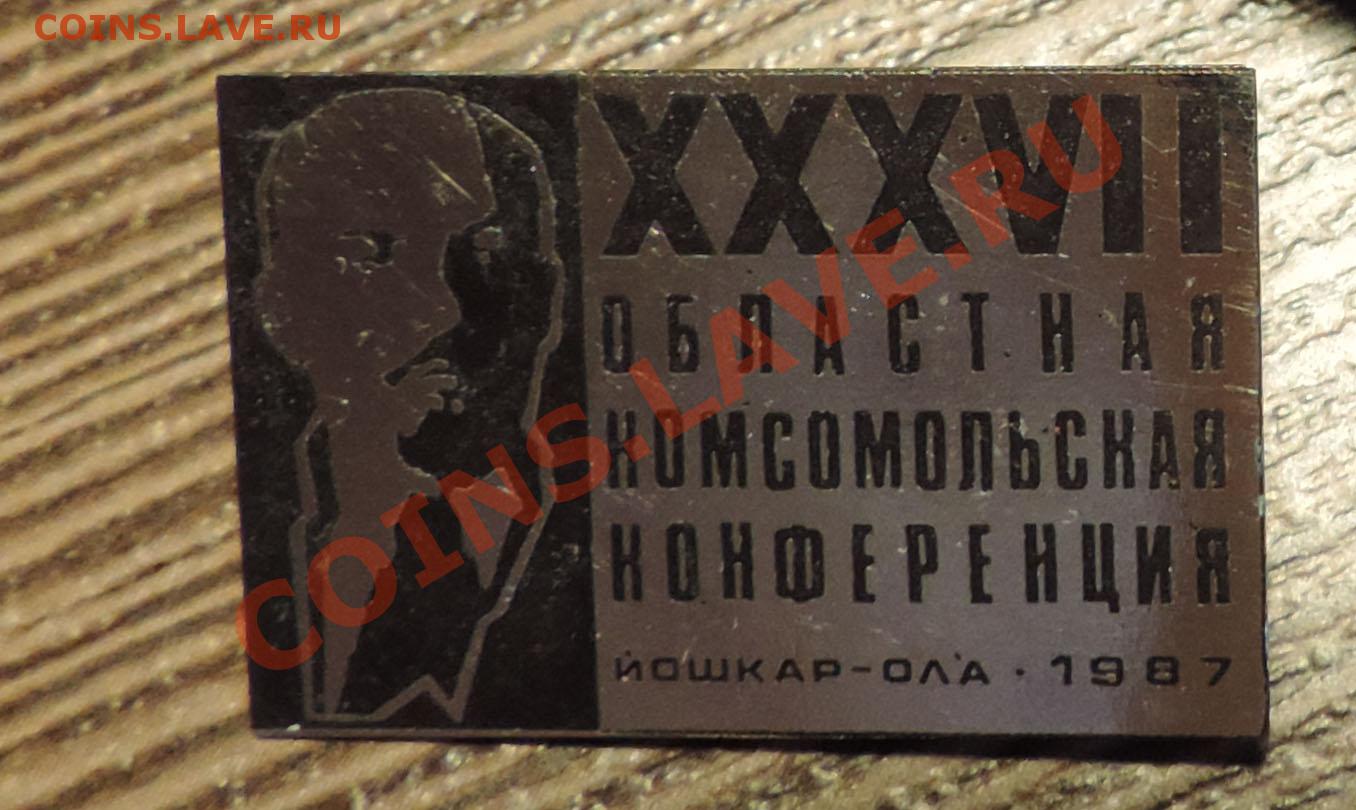 COINS.LAVE.RU
XXXVII
ОБЛАСТНАЯ
КОМСОМОЛЬСКАЯ
КОНФЕРЕНЦИЯ
ЙОШКАР-ОЛА · 1987
COINS.LAVE.RU